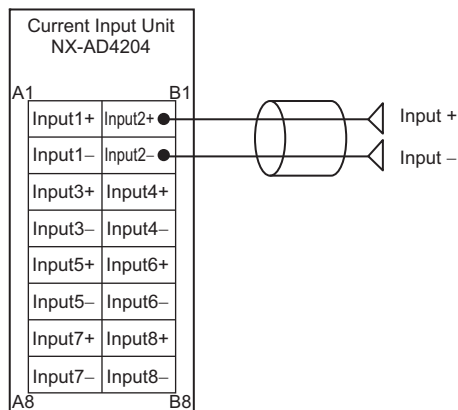 Current Input Unit
NX-AD4204
A1 B1
Input1+ Input2+ Input +
Input1– Input2– Input –
Input3+ Input4+
Input3– Input4–
Input5+ Input6+
Input5– Input6–
Input7+ Input8+
Input7– Input8–
A8 B8